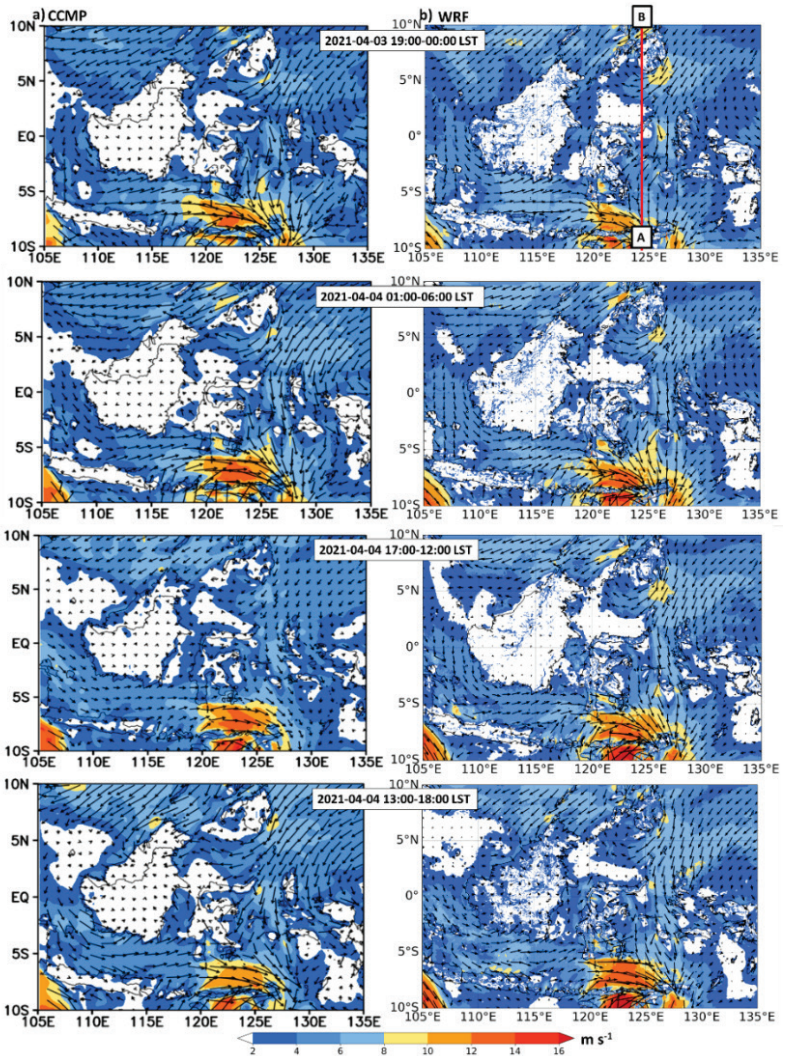 a) CCMP b) WRF
B
2021-04-03 19:00-00:00 LST
10N
5N
EQ
5S
10S
105E 110E 115E 120E 125E 130E 135E
10°N
5°N
0°
5°S
10°S
105°E 110°E 115°E 120°E 125°E 130°E 135°E
A
2021-04-04 01:00-06:00 LST
10N
5N
EQ
5S
10S
105E 110E 115E 120E 125E 130E 135E
10°N
5°N
0°
5°S
10°S
105°E 110°E 115°E 120°E 125°E 130°E 135°E
2021-04-04 17:00-12:00 LST
10N
5N
EQ
5S
10S
105E 110E 115E 120E 125E 130E 135E
10°N
5°N
0°
5°S
10°S
105°E 110°E 115°E 120°E 125°E 130°E 135°E
2021-04-04 13:00-18:00 LST
10N
5N
EQ
5S
10S
105E 110E 115E 120E 125E 130E 135E
10°N
5°N
0°
5°S
10°S
105°E 110°E 115°E 120°E 125°E 130°E 135°E
2 4 6 8 10 12 14 16 m s⁻¹